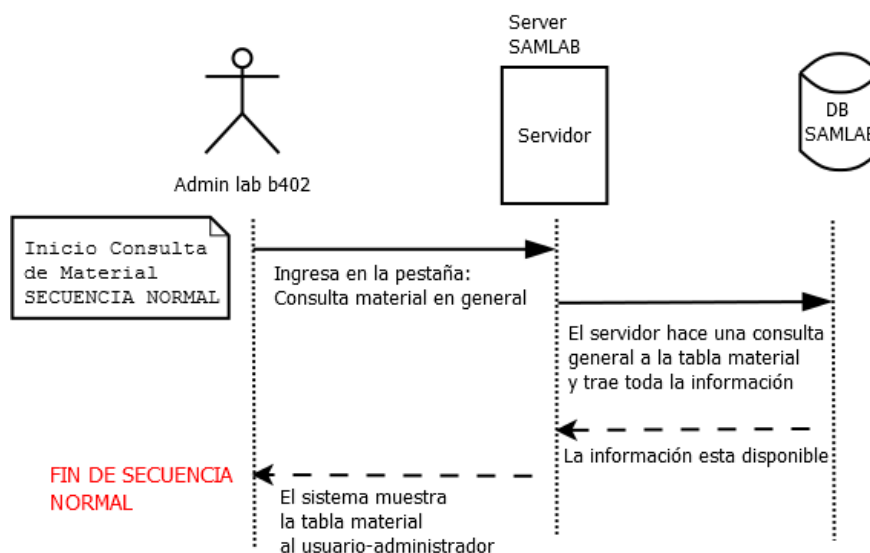 Server
SAMLAB
Servidor
DB
SAMLAB
Admin lab b402
Inicio Consulta
de Material
SECUENCIA NORMAL
Ingresa en la pestaña:
Consulta material en general
El servidor hace una consulta
general a la tabla material
y trae toda la información
La información esta disponible
FIN DE SECUENCIA
NORMAL
El sistema muestra
la tabla material
al usuario-administrador